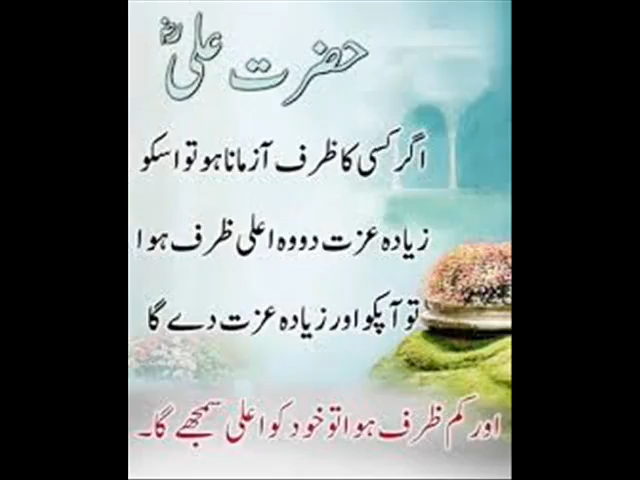 حضرت علیؓ
اگر کسی کا ظرف آزمانا ہو تو اسکو
زیادہ عزت دو وہ اعلی ظرف ہوا
تو آپکو اور زیادہ عزت دے گا
اور کم ظرف ہوا تو خود کو اعلی سمجھے گا۔